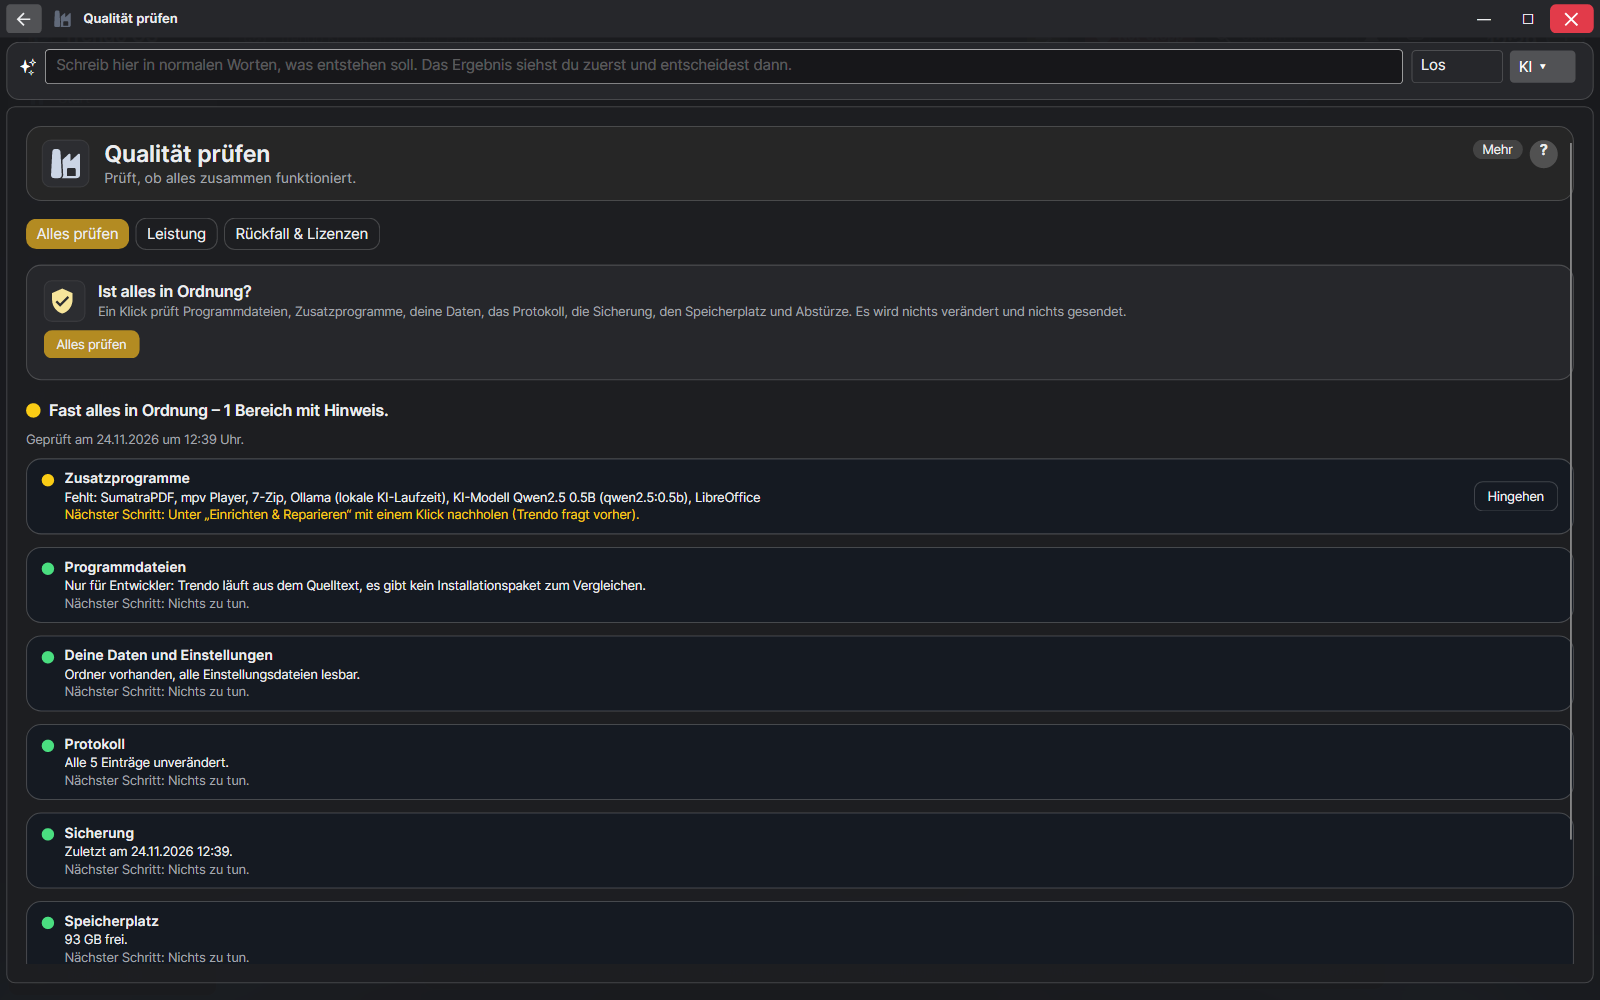 Qualität prüfen
Schreib hier in normalen Worten, was entstehen soll. Das Ergebnis siehst du zuerst und entscheidest dann.
Los
KI ▾
Qualität prüfen
Prüft, ob alles zusammen funktioniert.
Mehr
?
Alles prüfen
Leistung
Rückfall & Lizenzen
Ist alles in Ordnung?
Ein Klick prüft Programmdateien, Zusatzprogramme, deine Daten, das Protokoll, die Sicherung, den Speicherplatz und Abstürze. Es wird nichts verändert und nichts gesendet.
Alles prüfen
Fast alles in Ordnung – 1 Bereich mit Hinweis.
Geprüft am 24.11.2026 um 12:39 Uhr.
Zusatzprogramme
Fehlt: SumatraPDF, mpv Player, 7-Zip, Ollama (lokale KI-Laufzeit), KI-Modell Qwen2.5 0.5B (qwen2.5:0.5b), LibreOffice
Nächster Schritt: Unter „Einrichten & Reparieren“ mit einem Klick nachholen (Trendo fragt vorher).
Hingehen
Programmdateien
Nur für Entwickler: Trendo läuft aus dem Quelltext, es gibt kein Installationspaket zum Vergleichen.
Nächster Schritt: Nichts zu tun.
Deine Daten und Einstellungen
Ordner vorhanden, alle Einstellungsdateien lesbar.
Nächster Schritt: Nichts zu tun.
Protokoll
Alle 5 Einträge unverändert.
Nächster Schritt: Nichts zu tun.
Sicherung
Zuletzt am 24.11.2026 12:39.
Nächster Schritt: Nichts zu tun.
Speicherplatz
93 GB frei.
Nächster Schritt: Nichts zu tun.